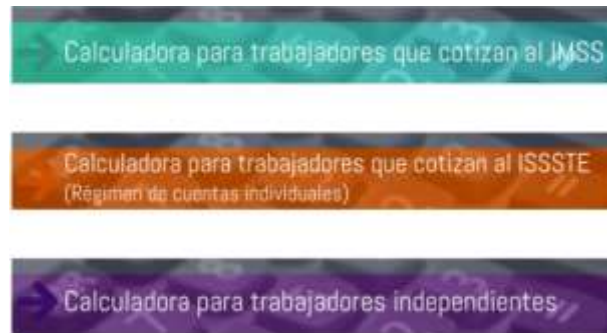 Calculadora para trabajadores que cotizan al IMSS
Calculadora para trabajadores que cotizan al ISSSTE
(Régimen de cuentas individuales)
Calculadora para trabajadores independientes